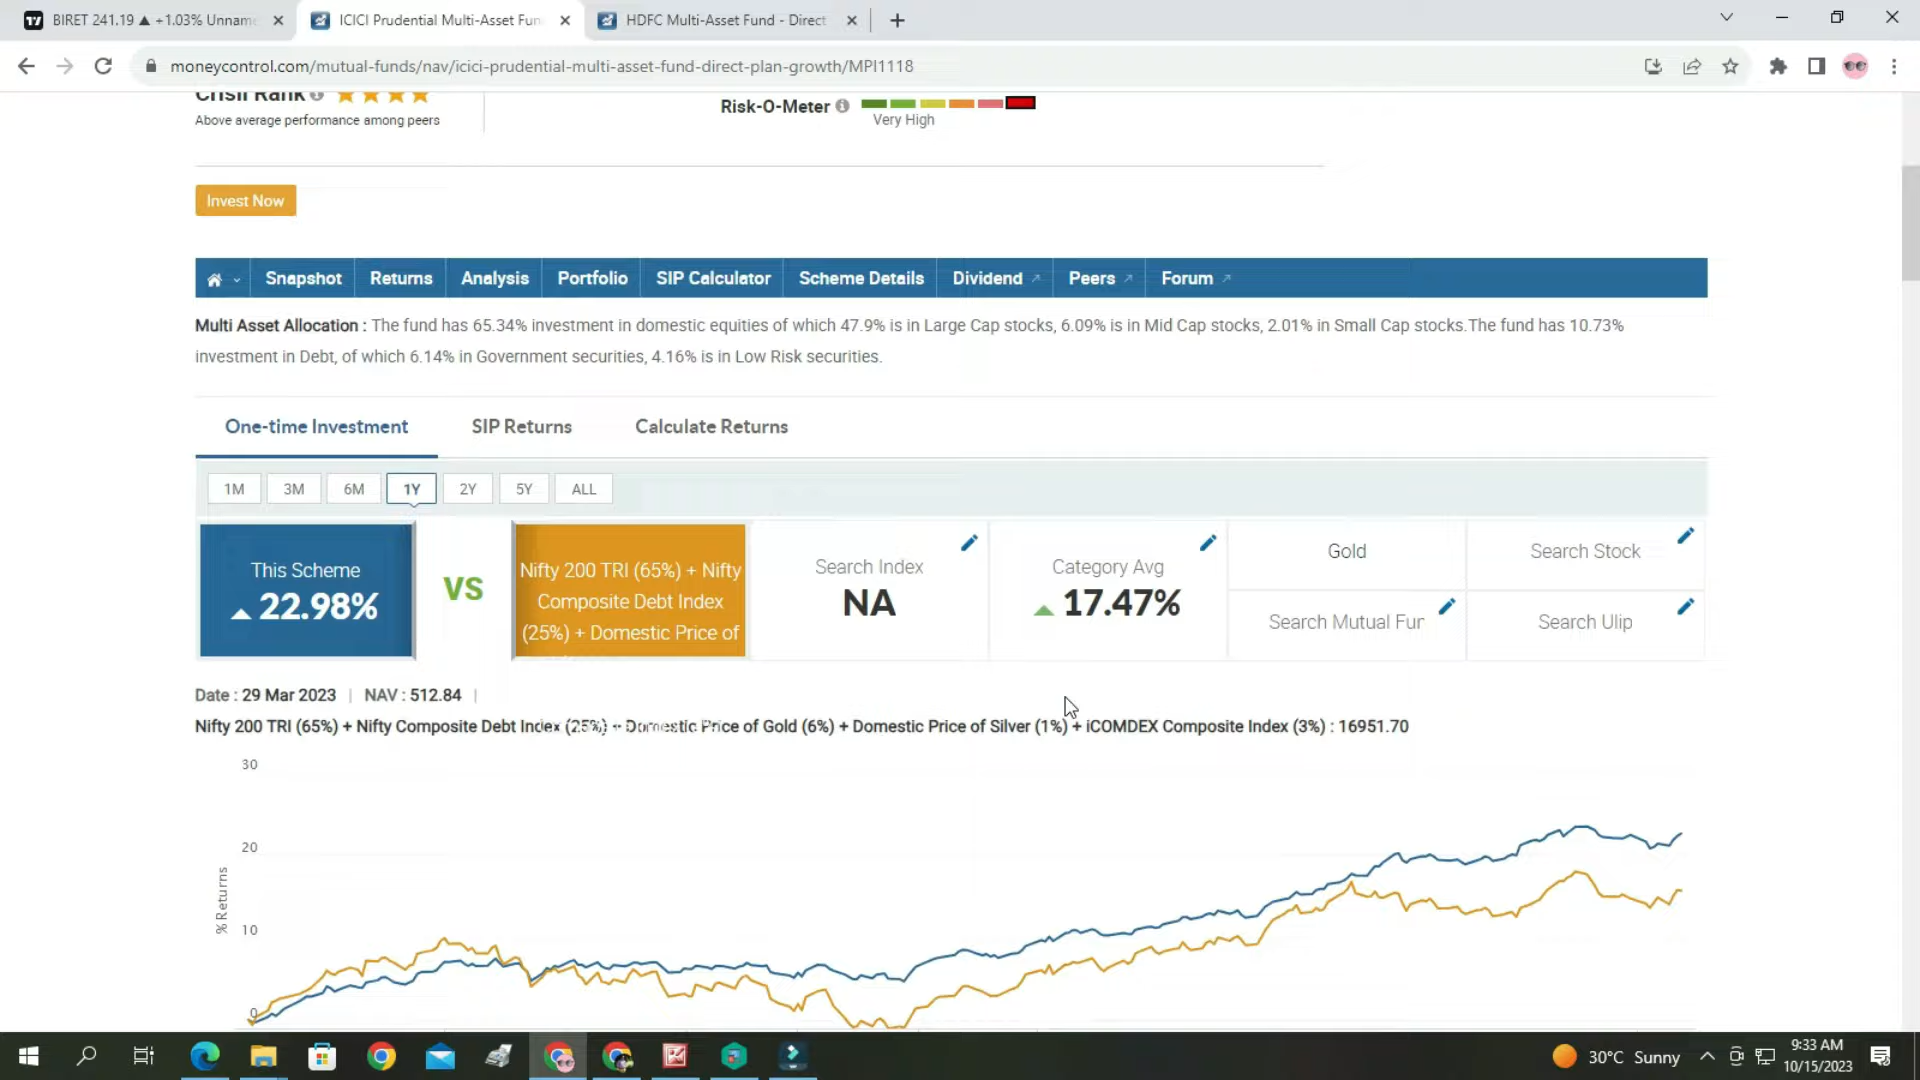 BIRET 241.19 ▲ +1.03% Unnam
ICICI Prudential Multi-Asset Fun
HDFC Multi-Asset Fund - Direct
moneycontrol.com/mutual-funds/nav/icici-prudential-multi-asset-fund-direct-plan-growth/MPI1118
Crisil Rank
Above average performance among peers
Risk-O-Meter
Very High
Invest Now
Snapshot Returns Analysis Portfolio SIP Calculator Scheme Details Dividend Peers Forum
Multi Asset Allocation : The fund has 65.34% investment in domestic equities of which 47.9% is in Large Cap stocks, 6.09% is in Mid Cap stocks, 2.01% in Small Cap stocks.The fund has 10.73%
investment in Debt, of which 6.14% in Government securities, 4.16% is in Low Risk securities.
One-time Investment SIP Returns Calculate Returns
1M 3M 6M 1Y 2Y 5Y ALL
This Scheme
22.98%
VS
Nifty 200 TRI (65%) + Nifty
Composite Debt Index
(25%) + Domestic Price of
Search Index
NA
Category Avg
17.47%
Gold
Search Mutual Fur
Search Stock
Search Ulip
Date : 29 Mar 2023 | NAV : 512.84 |
Nifty 200 TRI (65%) + Nifty Composite Debt Index (25%) + Domestic Price of Gold (6%) + Domestic Price of Silver (1%) + iCOMDEX Composite Index (3%) : 16951.70
30
20
10
0
% Returns
30°C Sunny
9:33 AM
10/15/2023